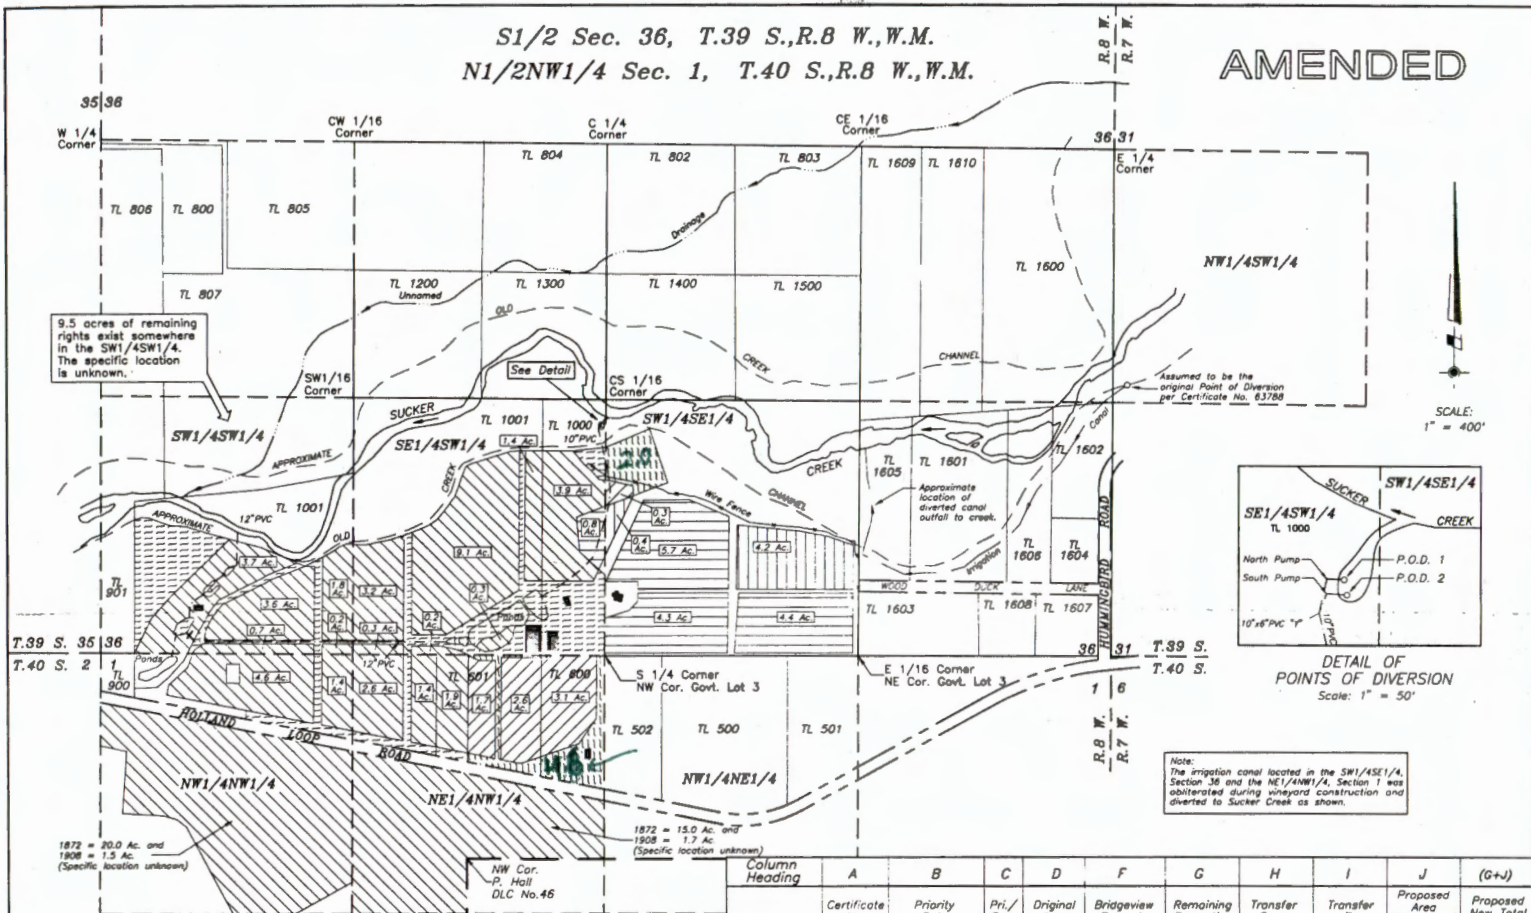 S1/2 Sec. 36, T.39 S.,R.8 W.,W.M.
N1/2NW1/4 Sec. 1, T.40 S.,R.8 W.,W.M.
AMENDED
R.8 W.
R.7 W.
35 36
W 1/4
Corner
CW 1/16
Corner
C 1/4
Corner
CE 1/16
Corner
36 31
E 1/4
Corner
TL 804
TL 802
TL 803
TL 1609
TL 1610
TL 806
TL 800
TL 805
Drainage
TL 1600
NW1/4SW1/4
TL 807
TL 1200
Unnamed
TL 1300
TL 1400
TL 1500
OLD
CREEK
CHANNEL
9.5 acres of remaining
rights exist somewhere
in the SW1/4SW1/4.
The specific location
is unknown.
SW1/16
Corner
See Detail
CS 1/16
Corner
Assumed to be the
original Point of Diversion
per Certificate No. 63788
SCALE:
1" = 400'
SUCKER
TL 1001
TL 1000
10"PVC
SW1/4SE1/4
Canal
SW1/4SW1/4
SE1/4SW1/4
1.4 Ac.
APPROXIMATE
CREEK
CREEK
TL
1605
TL 1601
TL 1602
Approximate
location of
diverted canal
outfall to creek.
Wire Fence
CHANNEL
TL 1001
12"PVC
APPROXIMATE
OLD
3.9 Ac.
0.3
Ac.
0.8
Ac.
0.4
Ac.
5.7 Ac.
4.2 Ac.
9.1 Ac.
3.7 Ac.
Irrigation
TL
1606
TL
1604
HUMMINGBIRD ROAD
WOOD DUCK LANE
TL
901
1.8
Ac.
3.2 Ac.
0.3
Ac.
3.6 Ac.
0.2
Ac.
0.2
Ac.
0.7 Ac.
0.3 Ac.
Ponds
4.3 Ac.
4.4 Ac.
TL 1603
TL 1608
TL 1607
SUCKER
CREEK
SW1/4SE1/4
SE1/4SW1/4
TL 1000
North Pump
South Pump
P.O.D. 1
P.O.D. 2
10"x6"PVC "Y"
10"PVC
DETAIL OF
POINTS OF DIVERSION
Scale: 1" = 50'
T.39 S. 35 36
T.40 S. 2 1
36 31 T.39 S.
T.40 S.
1 6
TL
900
Ponds
12"PVC
4.6 Ac.
1.4
Ac.
2.6 Ac.
1.4
Ac.
1.9
Ac.
1.7
Ac.
2.6
Ac.
3.1 Ac.
TL 601
TL 600
S 1/4 Corner
NW Cor. Govt. Lot 3
E 1/16 Corner
NE Cor. Govt. Lot 3
HOLLAND LOOP ROAD
TL 502
TL 500
TL 501
R.8 W.
R.7 W.
NW1/4NW1/4
NE1/4NW1/4
NW1/4NE1/4
Note:
The irrigation canal located in the SW1/4SE1/4,
Section 36 and the NE1/4NW1/4, Section 1 was
obliterated during vineyard construction and
diverted to Sucker Creek as shown.
1872 = 20.0 Ac. and
1908 = 1.5 Ac.
(Specific location unknown)
1872 = 15.0 Ac. and
1908 = 1.7 Ac.
(Specific location unknown)
NW Cor.
P. Hall
DLC No.46
Column
Heading
A B C D F G H I J (G+J)
Certificate Priority Pri./ Original Bridgeview Remaining Transfer Transfer Proposed
Area
Proposed